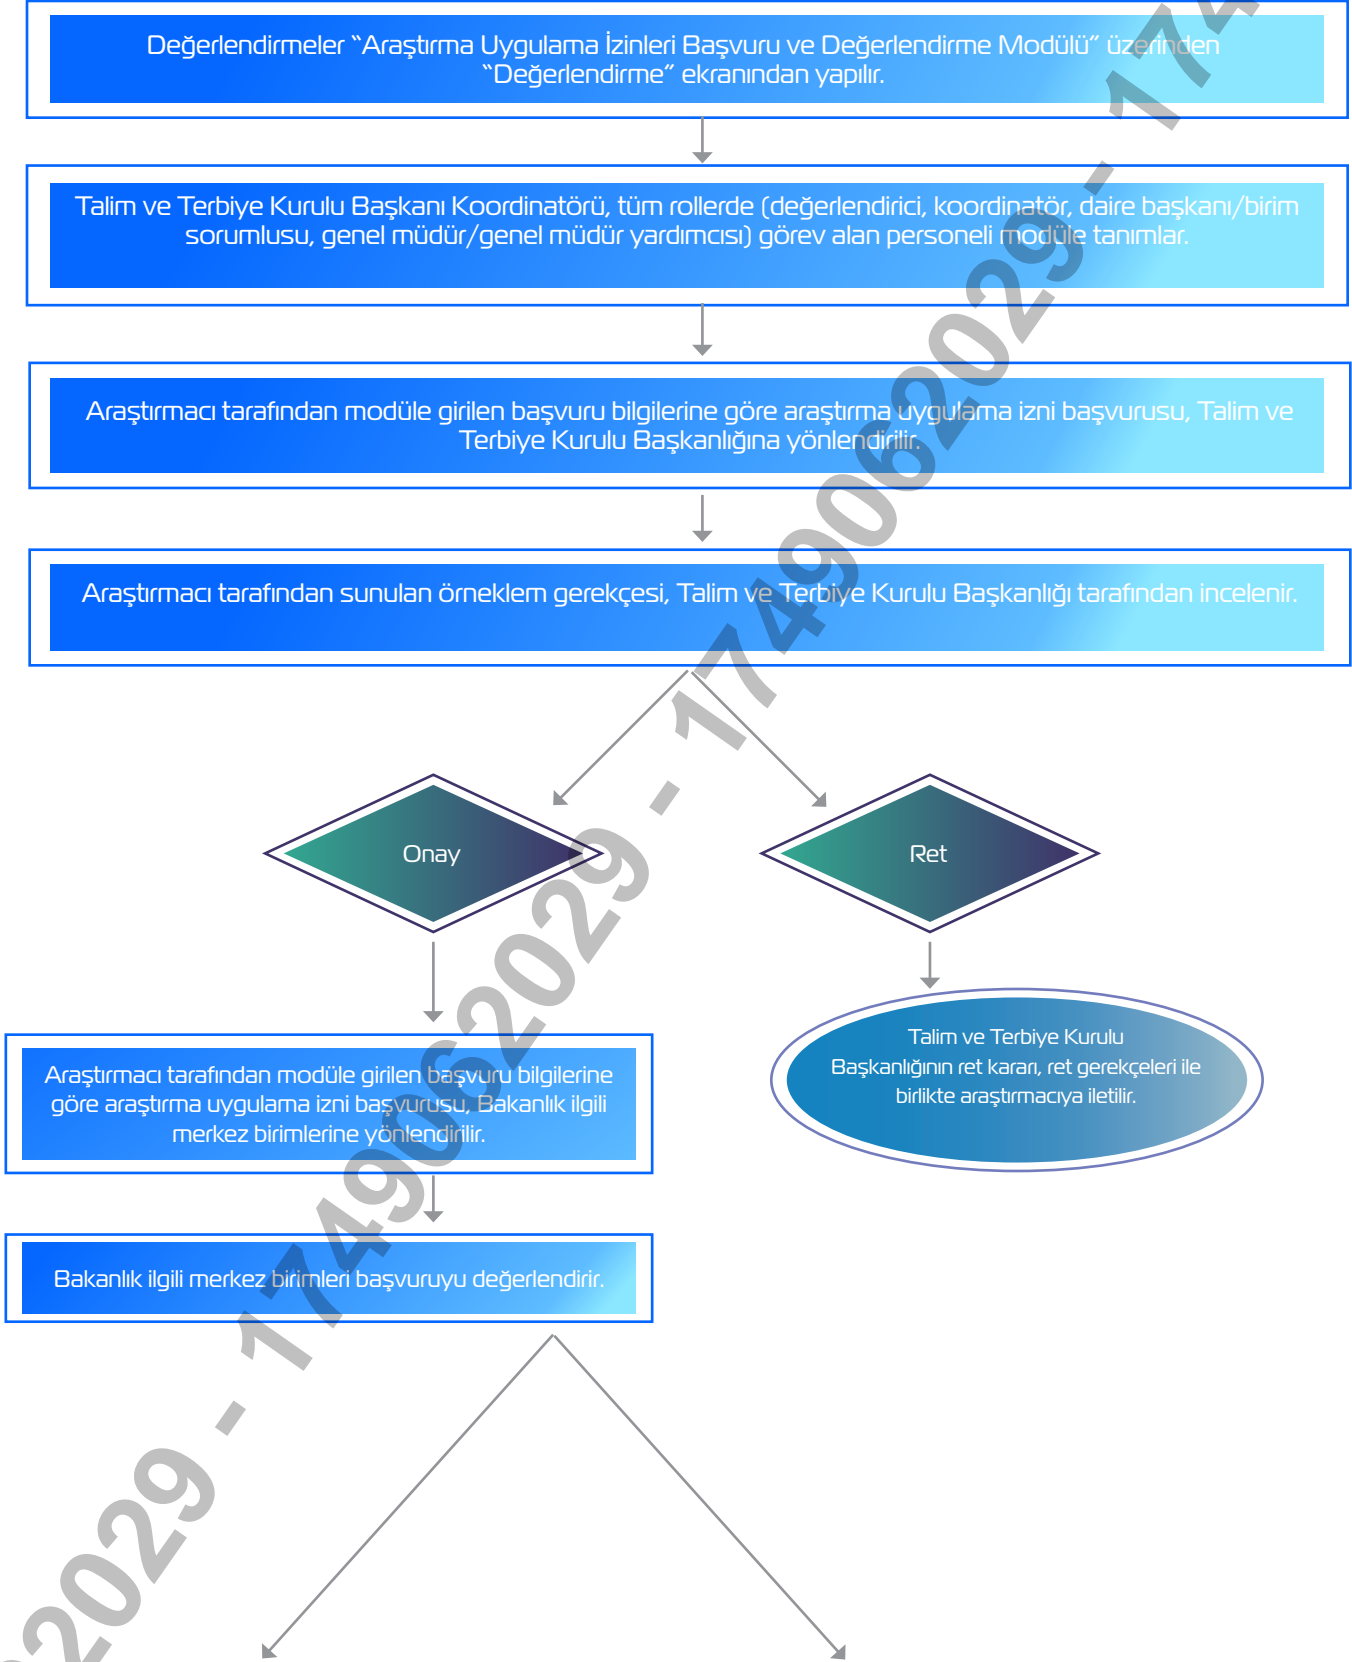 Değerlendirmeler “Araştırma Uygulama İzinleri Başvuru ve Değerlendirme Modülü” üzerinden
“Değerlendirme” ekranından yapılır.
Talim ve Terbiye Kurulu Başkanı Koordinatörü, tüm rollerde (değerlendirici, koordinatör, daire başkanı/birim
sorumlusu, genel müdür/genel müdür yardımcısı) görev alan personeli modüle tanımlar.
Araştırmacı tarafından modüle girilen başvuru bilgilerine göre araştırma uygulama izni başvurusu, Talim ve
Terbiye Kurulu Başkanlığına yönlendirilir.
Araştırmacı tarafından sunulan örneklem gerekçesi, Talim ve Terbiye Kurulu Başkanlığı tarafından incelenir.
Onay
Ret
Talim ve Terbiye Kurulu
Başkanlığının ret kararı, ret gerekçeleri ile
birlikte araştırmacıya iletilir.
Araştırmacı tarafından modüle girilen başvuru bilgilerine
göre araştırma uygulama izni başvurusu, Bakanlık ilgili
merkez birimlerine yönlendirilir.
Bakanlık ilgili merkez birimleri başvuruyu değerlendirir.
2029 - 1749062029 - 1749062029 - 174